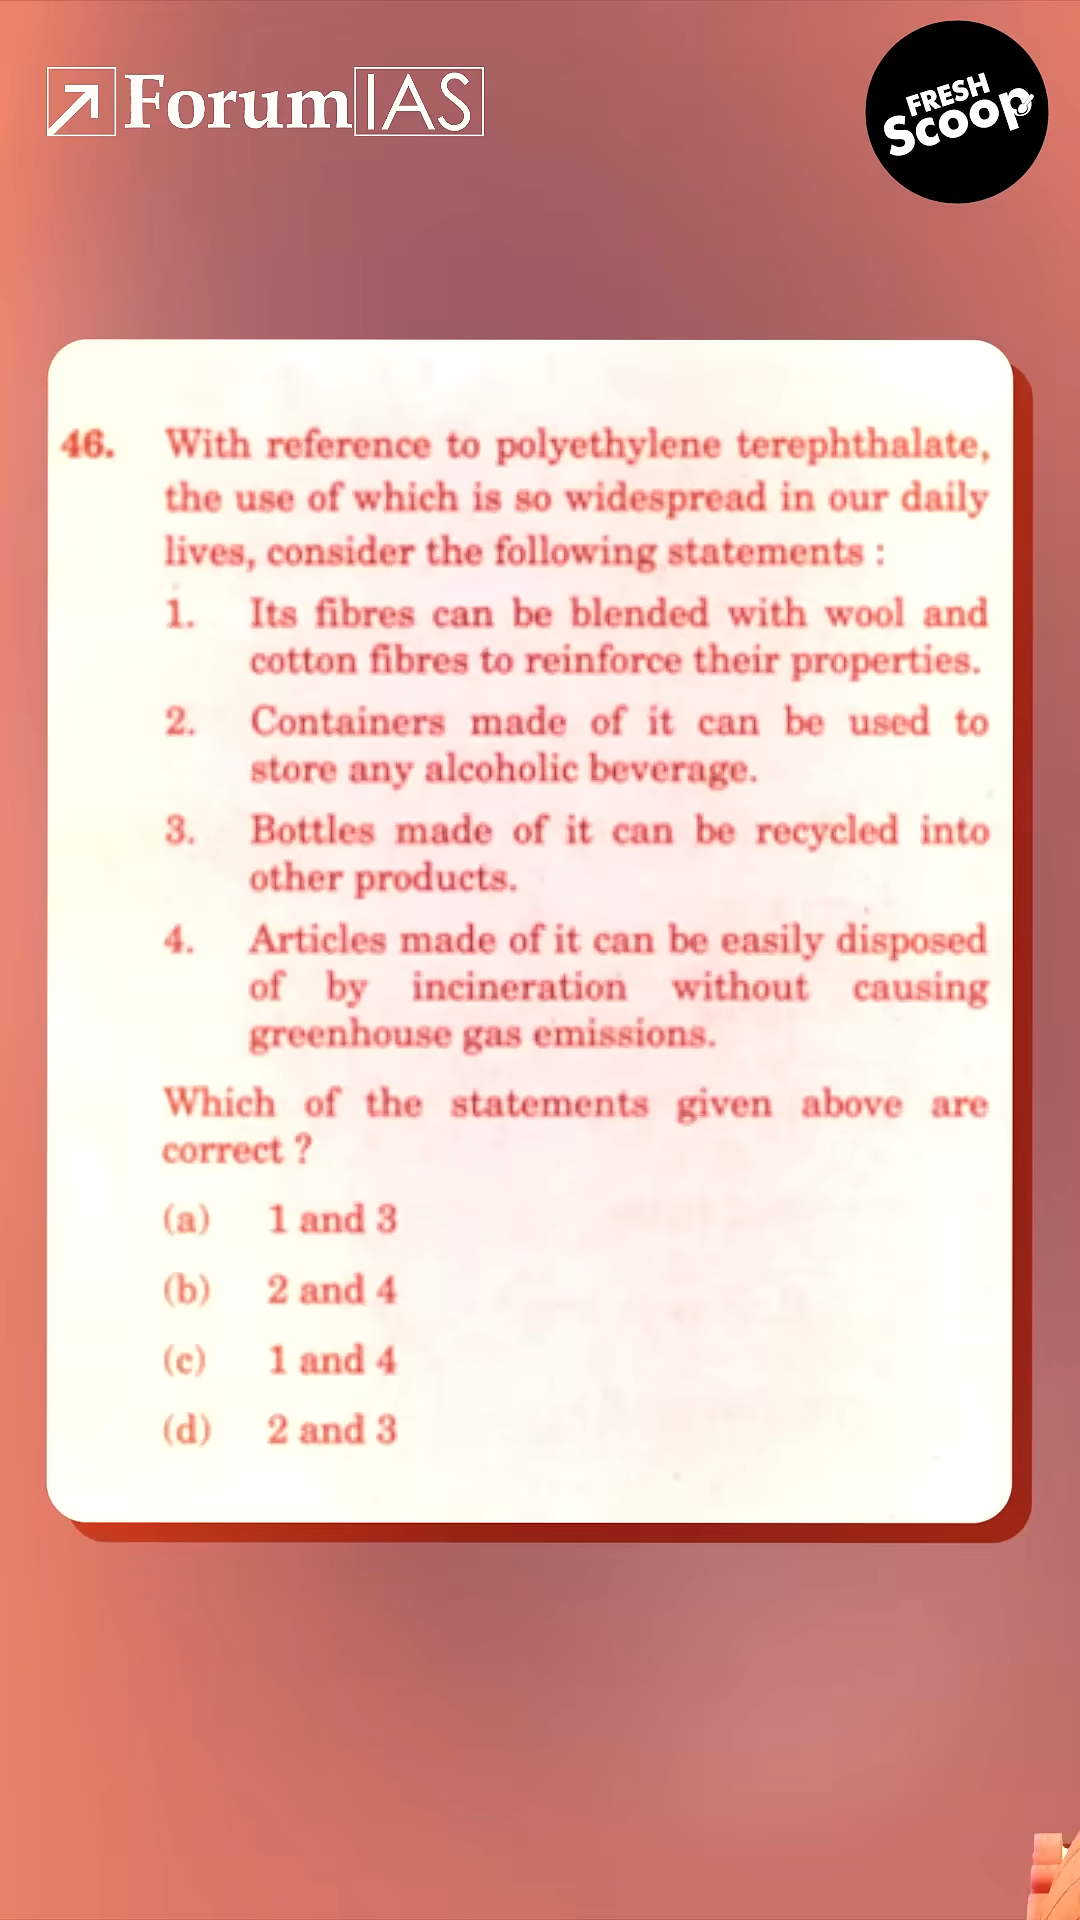 ForumIAS
FRESH
Scoop
46. With reference to polyethylene terephthalate,
the use of which is so widespread in our daily
lives, consider the following statements :
1. Its fibres can be blended with wool and
cotton fibres to reinforce their properties.
2. Containers made of it can be used to
store any alcoholic beverage.
3. Bottles made of it can be recycled into
other products.
4. Articles made of it can be easily disposed
of by incineration without causing
greenhouse gas emissions.
Which of the statements given above are
correct ?
(a) 1 and 3
(b) 2 and 4
(c) 1 and 4
(d) 2 and 3